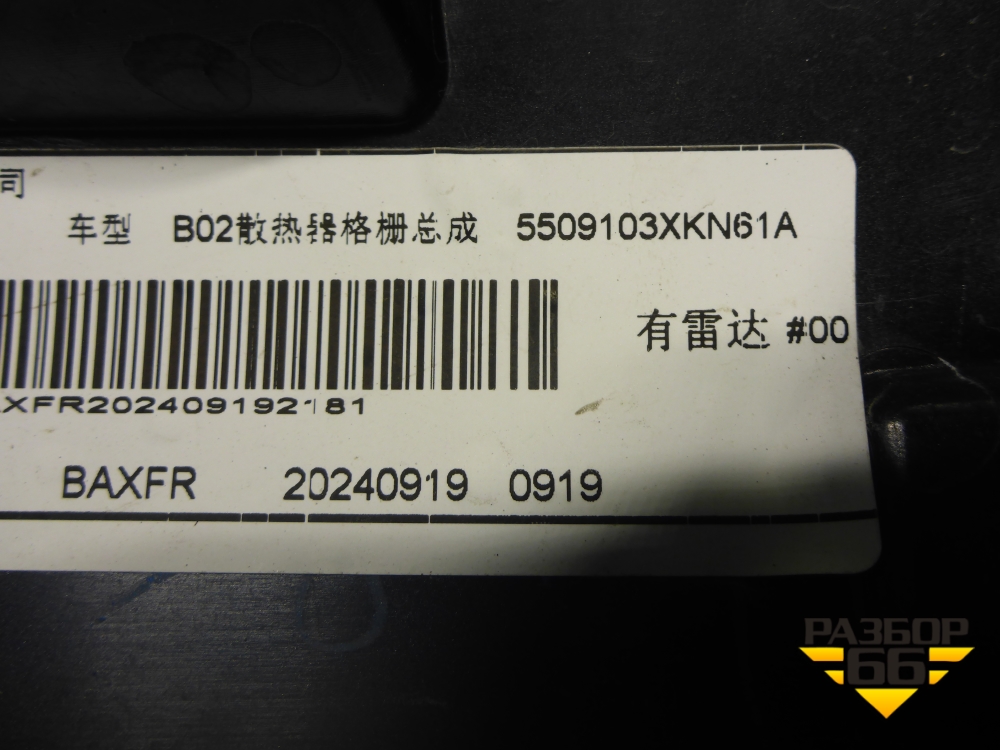 司
车型 B02散热器格栅总成 5509103XKN61A
有雷达 #00
XFR202409192181
BAXFR 20240919 0919
РАЗБОР
66